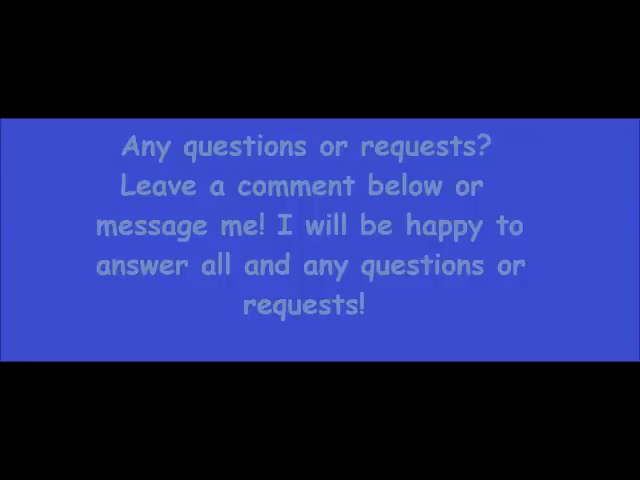 Any questions or requests?
Leave a comment below or
message me! I will be happy to
answer all and any questions or
requests!